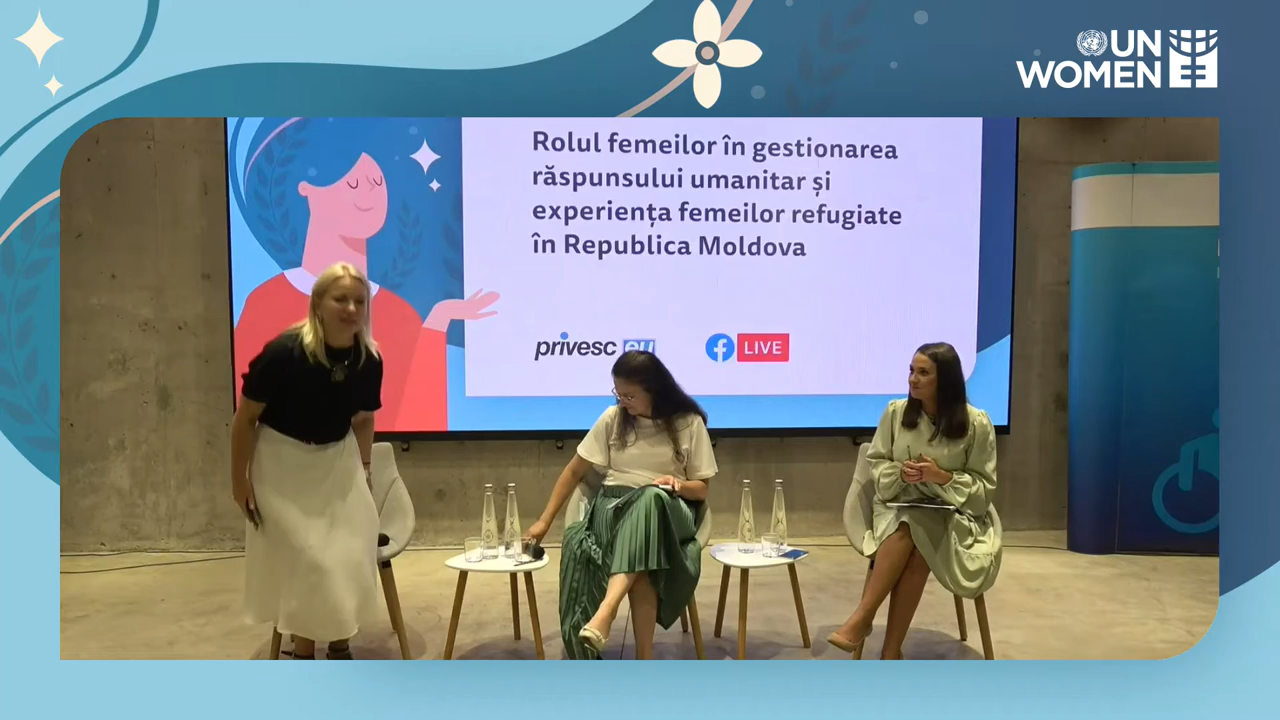 UN
WOMEN
Rolul femeilor în gestionarea
răspunsului umanitar și
experiența femeilor refugiate
în Republica Moldova
privesc eu
LIVE